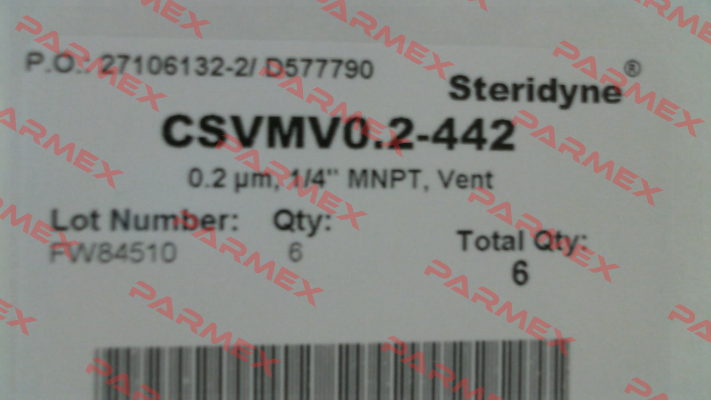 P.O.: 27106132-2/ D577790
Steridyne®
CSVMV0.2-442
0.2 µm, 1/4" MNPT, Vent
Lot Number: Qty:
FW84510 6
Total Qty:
6
PARMEX